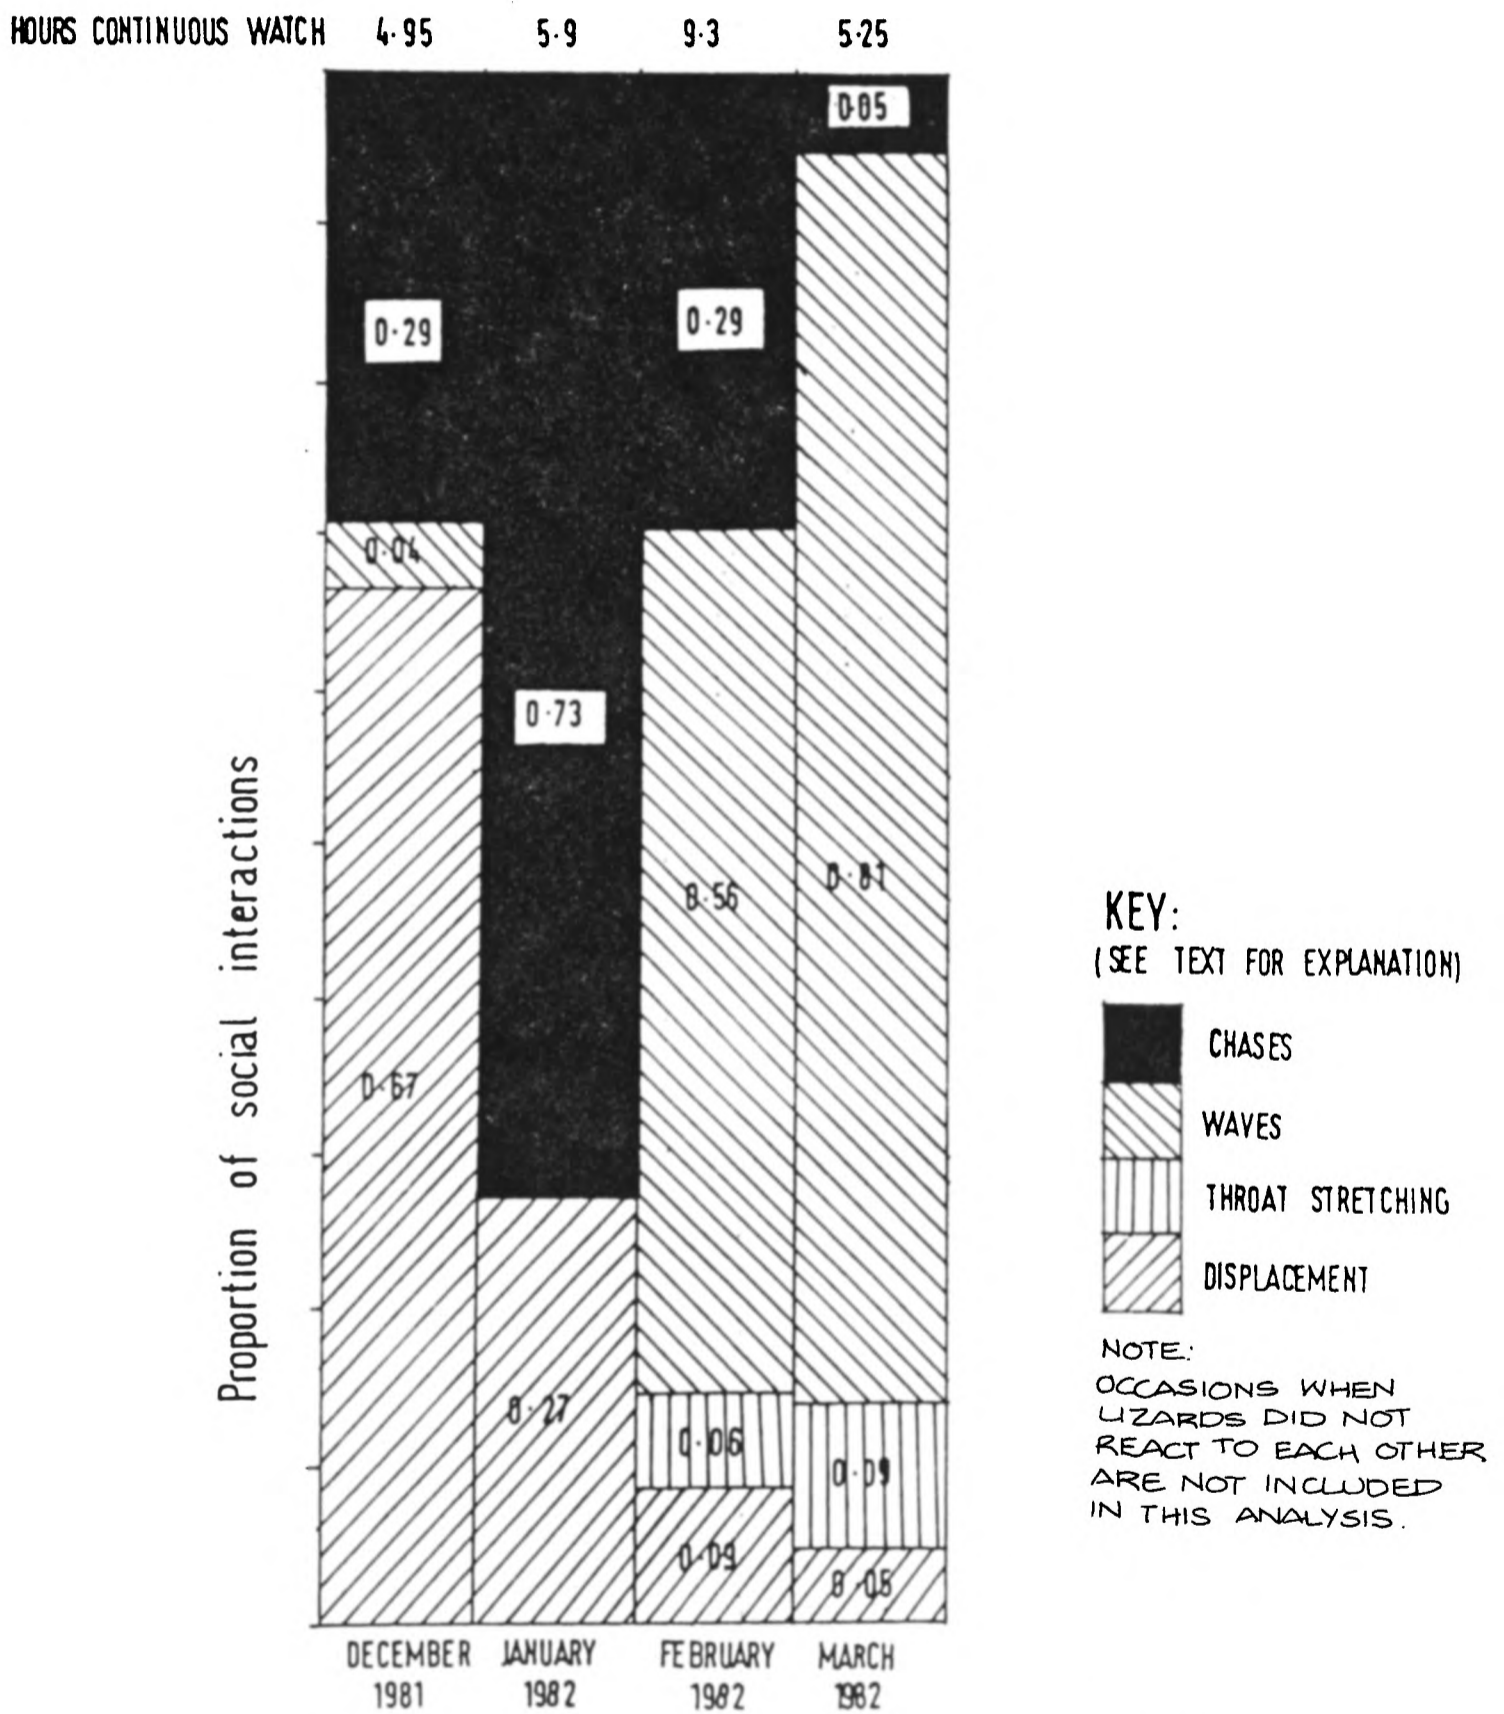 HOURS CONTINUOUS WATCH 4·95 5·9 9·3 5·25
0·05
0·29
0·29
0·04
0·73
0·56
0·81
0·67
0·27
0·06
0·09
0·09
0·05
Proportion of social interactions
DECEMBER JANUARY FEBRUARY MARCH
1981 1982 1982 1982
KEY:
(SEE TEXT FOR EXPLANATION)
CHASES
WAVES
THROAT STRETCHING
DISPLACEMENT
NOTE:
OCCASIONS WHEN
LIZARDS DID NOT
REACT TO EACH OTHER
ARE NOT INCLUDED
IN THIS ANALYSIS.